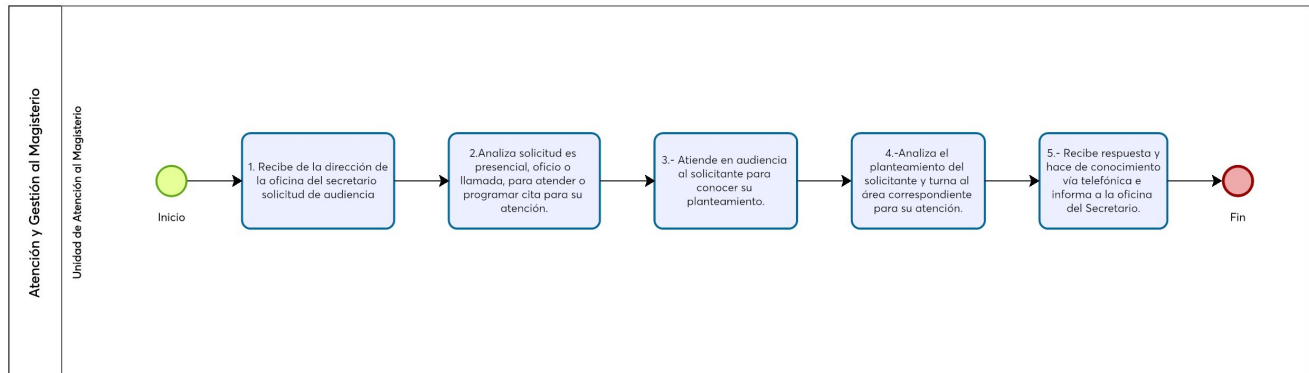 Atención y Gestión al Magisterio
Unidad de Atención al Magisterio
Inicio
1. Recibe de la dirección de
la oficina del secretario
solicitud de audiencia
2.Analiza solicitud es
presencial, oficio o
llamada, para atender o
programar cita para su
atención.
3.- Atiende en audiencia
al solicitante para
conocer su
planteamiento.
4.-Analiza el
planteamiento del
solicitante y turna al
área correspondiente
para su atención.
5.- Recibe respuesta y
hace de conocimiento
vía telefónica e
informa a la oficina
del Secretario.
Fin